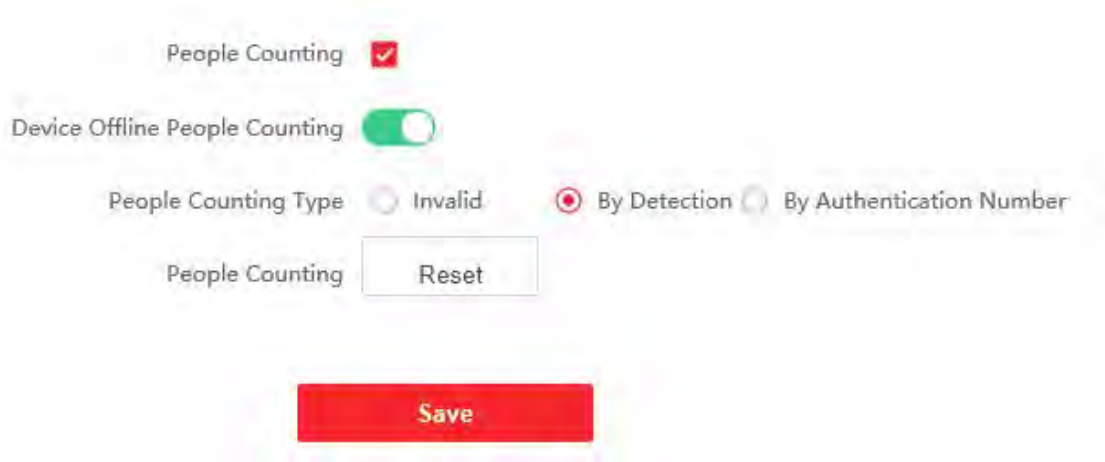 People Counting
Device Offline People Counting
People Counting Type Invalid By Detection By Authentication Number
People Counting Reset
Save